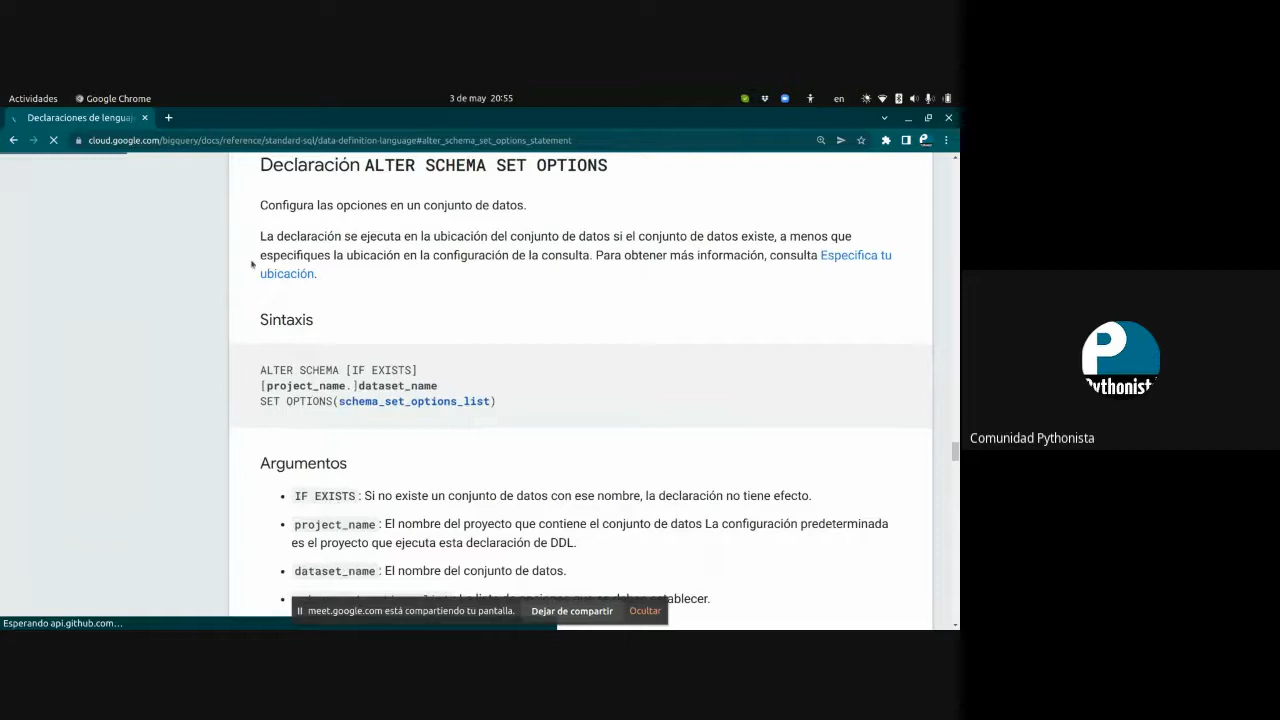 Actividades
Google Chrome
3 de may 20:55
en
Declaraciones de lenguaj
cloud.google.com/bigquery/docs/reference/standard-sql/data-definition-language#alter_schema_set_options_statement
Declaración ALTER SCHEMA SET OPTIONS
Configura las opciones en un conjunto de datos.
La declaración se ejecuta en la ubicación del conjunto de datos si el conjunto de datos existe, a menos que
especifiques la ubicación en la configuración de la consulta. Para obtener más información, consulta Especifica tu
ubicación.
Sintaxis
ALTER SCHEMA [IF EXISTS]
[project_name.]dataset_name
SET OPTIONS(schema_set_options_list)
Argumentos
• IF EXISTS : Si no existe un conjunto de datos con ese nombre, la declaración no tiene efecto.
• project_name : El nombre del proyecto que contiene el conjunto de datos La configuración predeterminada
es el proyecto que ejecuta esta declaración de DDL.
• dataset_name : El nombre del conjunto de datos.
establecer.
meet.google.com está compartiendo tu pantalla.
Dejar de compartir
Ocultar
Esperando api.github.com...
P
Pythonist
Comunidad Pythonista